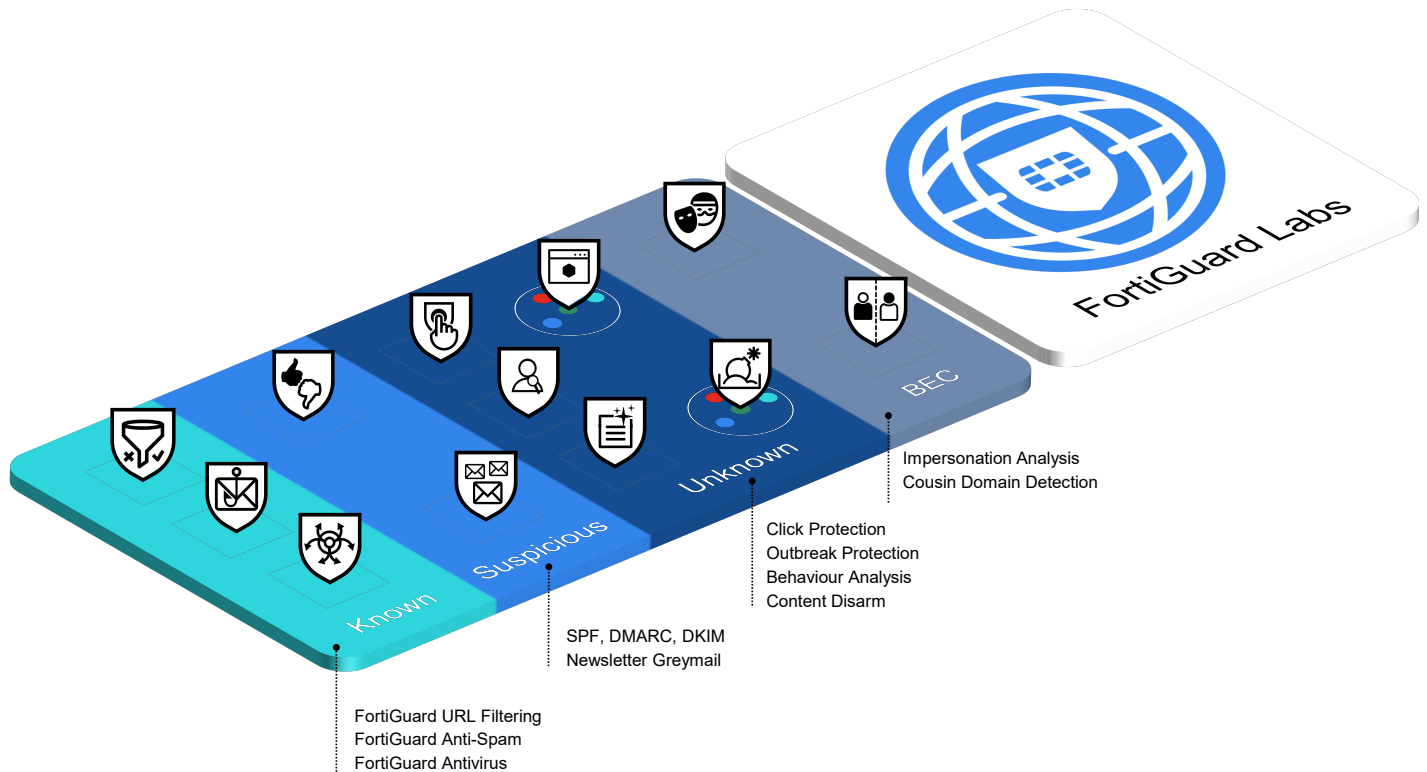 FortiGuard Labs
BEC
Impersonation Analysis
Cousin Domain Detection
Unknown
Click Protection
Outbreak Protection
Behaviour Analysis
Content Disarm
Suspicious
SPF, DMARC, DKIM
Newsletter Greymail
Known
FortiGuard URL Filtering
FortiGuard Anti-Spam
FortiGuard Antivirus